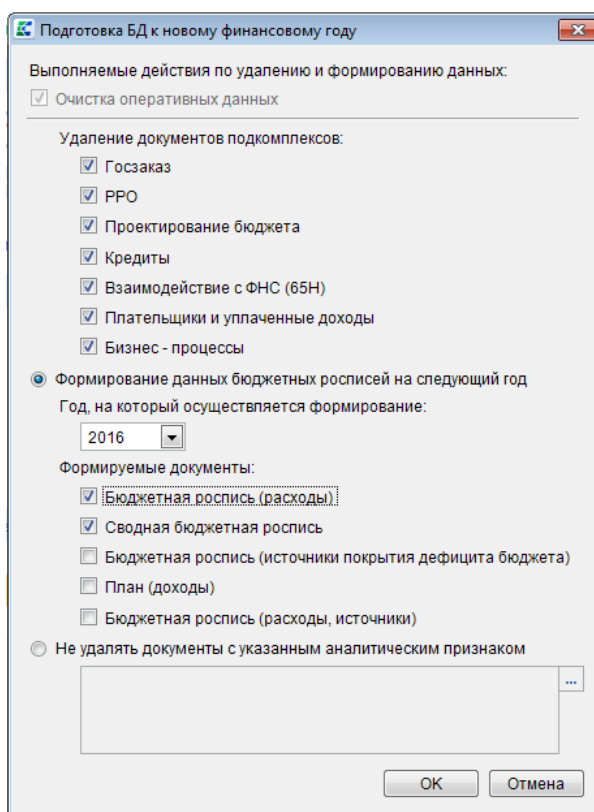 Подготовка БД к новому финансовому году
Выполняемые действия по удалению и формированию данных:
Очистка оперативных данных
Удаление документов подкомплексов:
Госзаказ
РРО
Проектирование бюджета
Кредиты
Взаимодействие с ФНС (65Н)
Плательщики и уплаченные доходы
Бизнес - процессы
Формирование данных бюджетных росписей на следующий год
Год, на который осуществляется формирование:
2016
Формируемые документы:
Бюджетная роспись (расходы)
Сводная бюджетная роспись
Бюджетная роспись (источники покрытия дефицита бюджета)
План (доходы)
Бюджетная роспись (расходы, источники)
Не удалять документы с указанным аналитическим признаком
...
OK Отмена